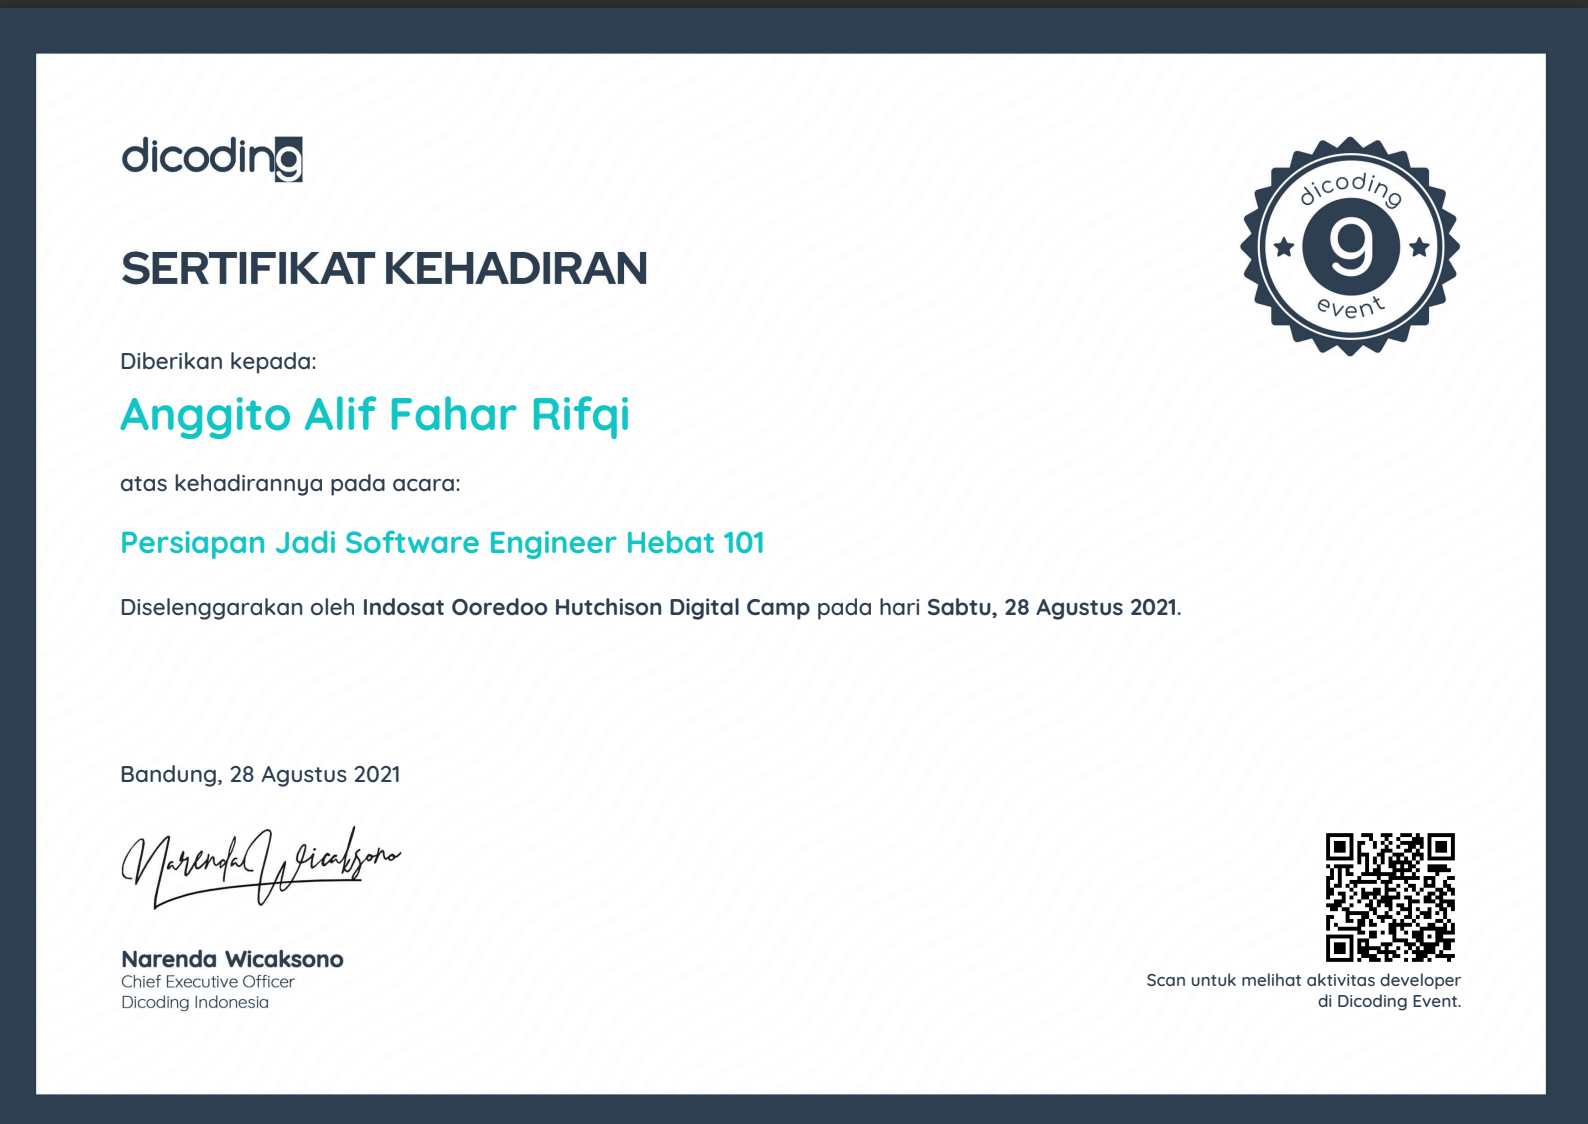 dicoding
dicoding
g
event
SERTIFIKAT KEHADIRAN
Diberikan kepada:
Anggito Alif Fahar Rifqi
atas kehadirannya pada acara:
Persiapan Jadi Software Engineer Hebat 101
Diselenggarakan oleh Indosat Ooredoo Hutchison Digital Camp pada hari Sabtu, 28 Agustus 2021.
Bandung, 28 Agustus 2021
Narenda Wicaksono
Narenda Wicaksono
Chief Executive Officer
Dicoding Indonesia
Scan untuk melihat aktivitas developer
di Dicoding Event.